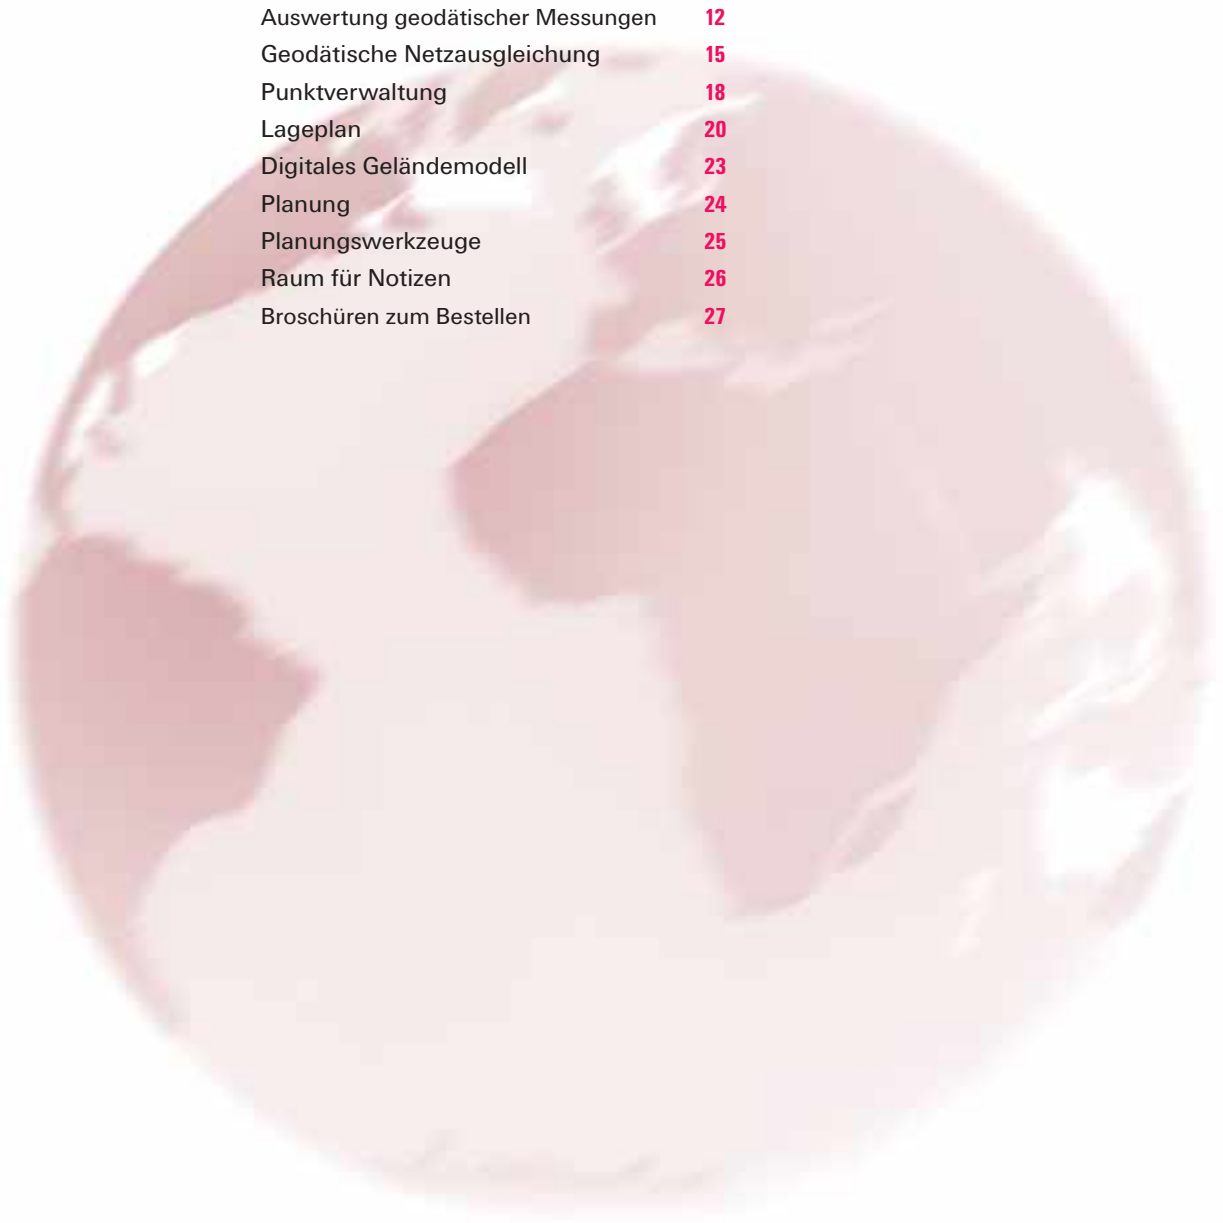 Auswertung geodätischer Messungen 12
Geodätische Netzausgleichung 15
Punktverwaltung 18
Lageplan 20
Digitales Geländemodell 23
Planung 24
Planungswerkzeuge 25
Raum für Notizen 26
Broschüren zum Bestellen 27